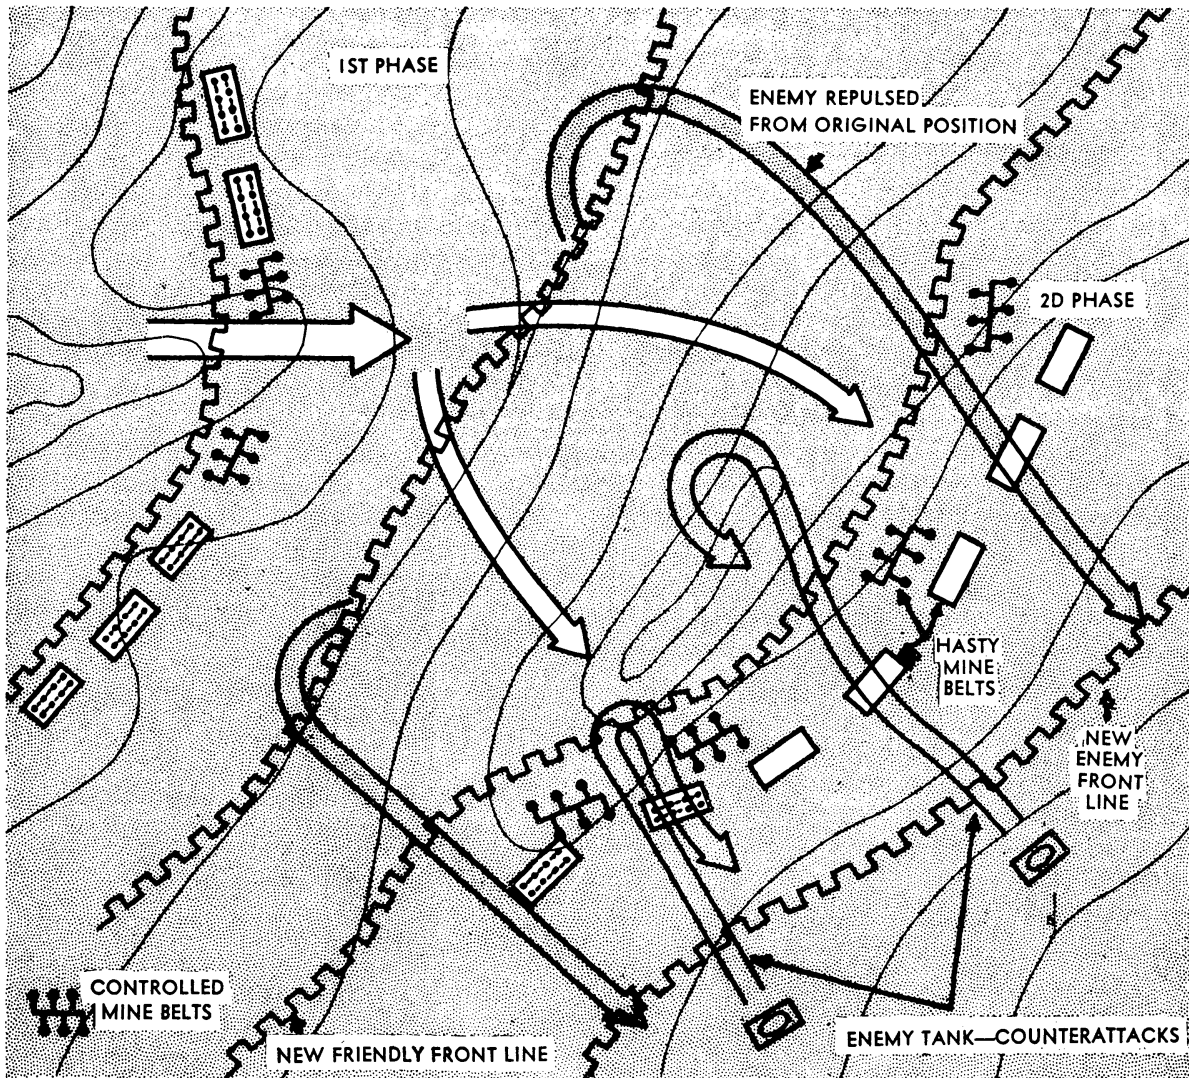 1ST PHASE
ENEMY REPULSED
FROM ORIGINAL POSITION
2D PHASE
HASTY
MINE
BELTS
NEW
ENEMY
FRONT
LINE
CONTROLLED
MINE BELTS
NEW FRIENDLY FRONT LINE
ENEMY TANK—COUNTERATTACKS